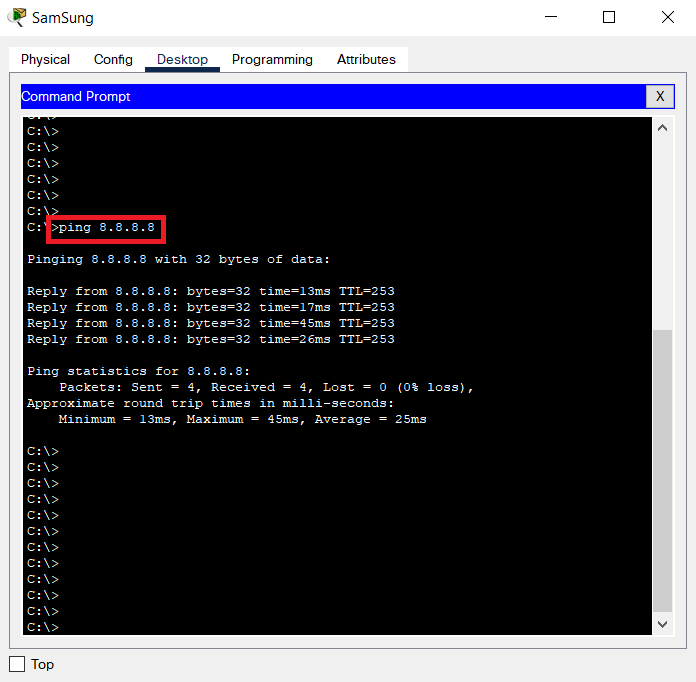 SamSung
Physical Config Desktop Programming Attributes
Command Prompt X
C:\>
C:\>
C:\>
C:\>
C:\>
C:\>
C:\>
C:\>ping 8.8.8.8
Pinging 8.8.8.8 with 32 bytes of data:
Reply from 8.8.8.8: bytes=32 time=13ms TTL=253
Reply from 8.8.8.8: bytes=32 time=17ms TTL=253
Reply from 8.8.8.8: bytes=32 time=45ms TTL=253
Reply from 8.8.8.8: bytes=32 time=26ms TTL=253
Ping statistics for 8.8.8.8:
Packets: Sent = 4, Received = 4, Lost = 0 (0% loss),
Approximate round trip times in milli-seconds:
Minimum = 13ms, Maximum = 45ms, Average = 25ms
C:\>
C:\>
C:\>
C:\>
C:\>
C:\>
C:\>
C:\>
C:\>
C:\>
C:\>
C:\>
Top